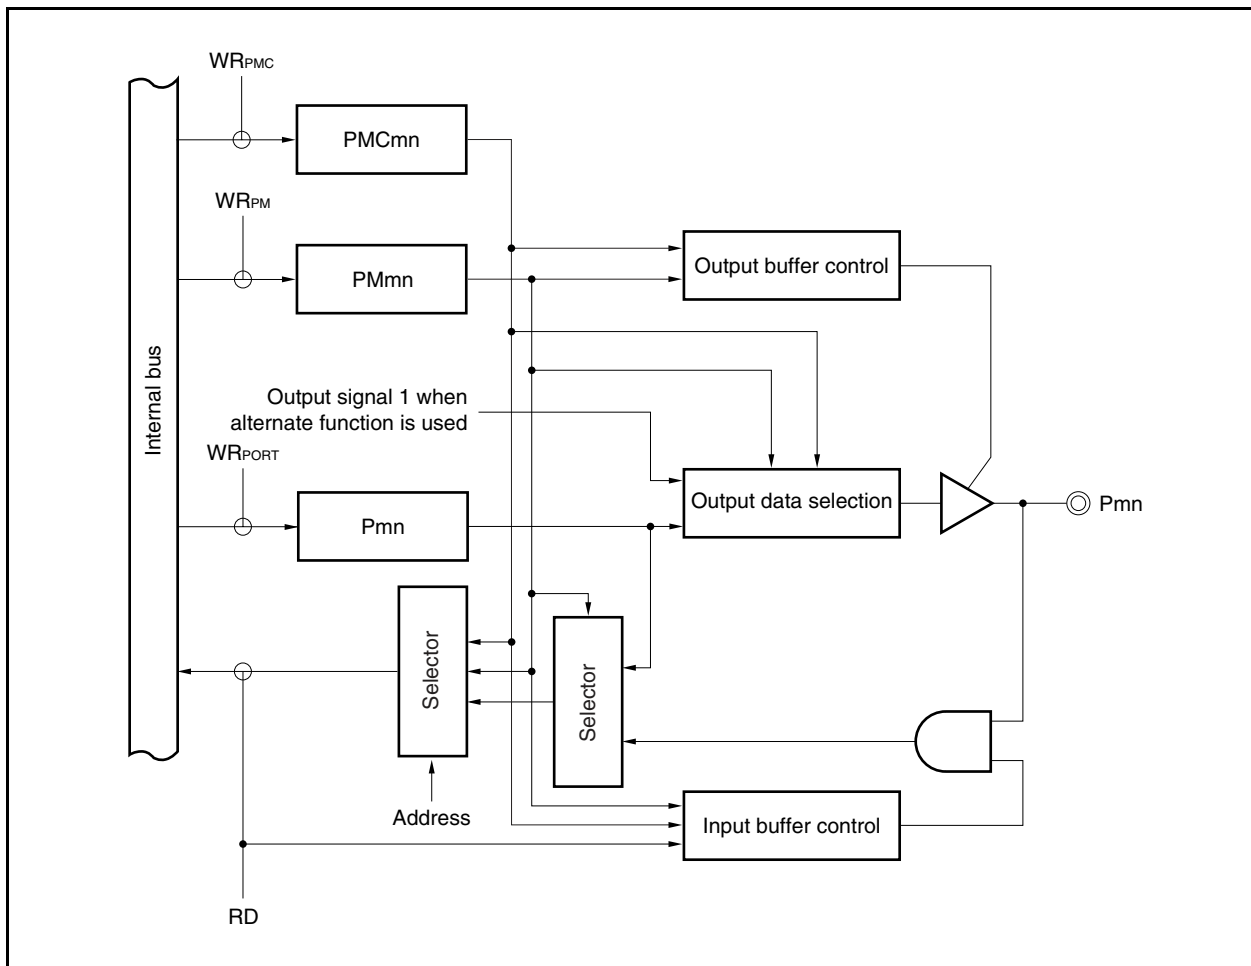 WRPMC
PMCmn
WRPM
PMmn
Output buffer control
Internal bus
Output signal 1 when
alternate function is used
WRPORT
Pmn
Output data selection
Pmn
Selector
Selector
Address
Input buffer control
RD